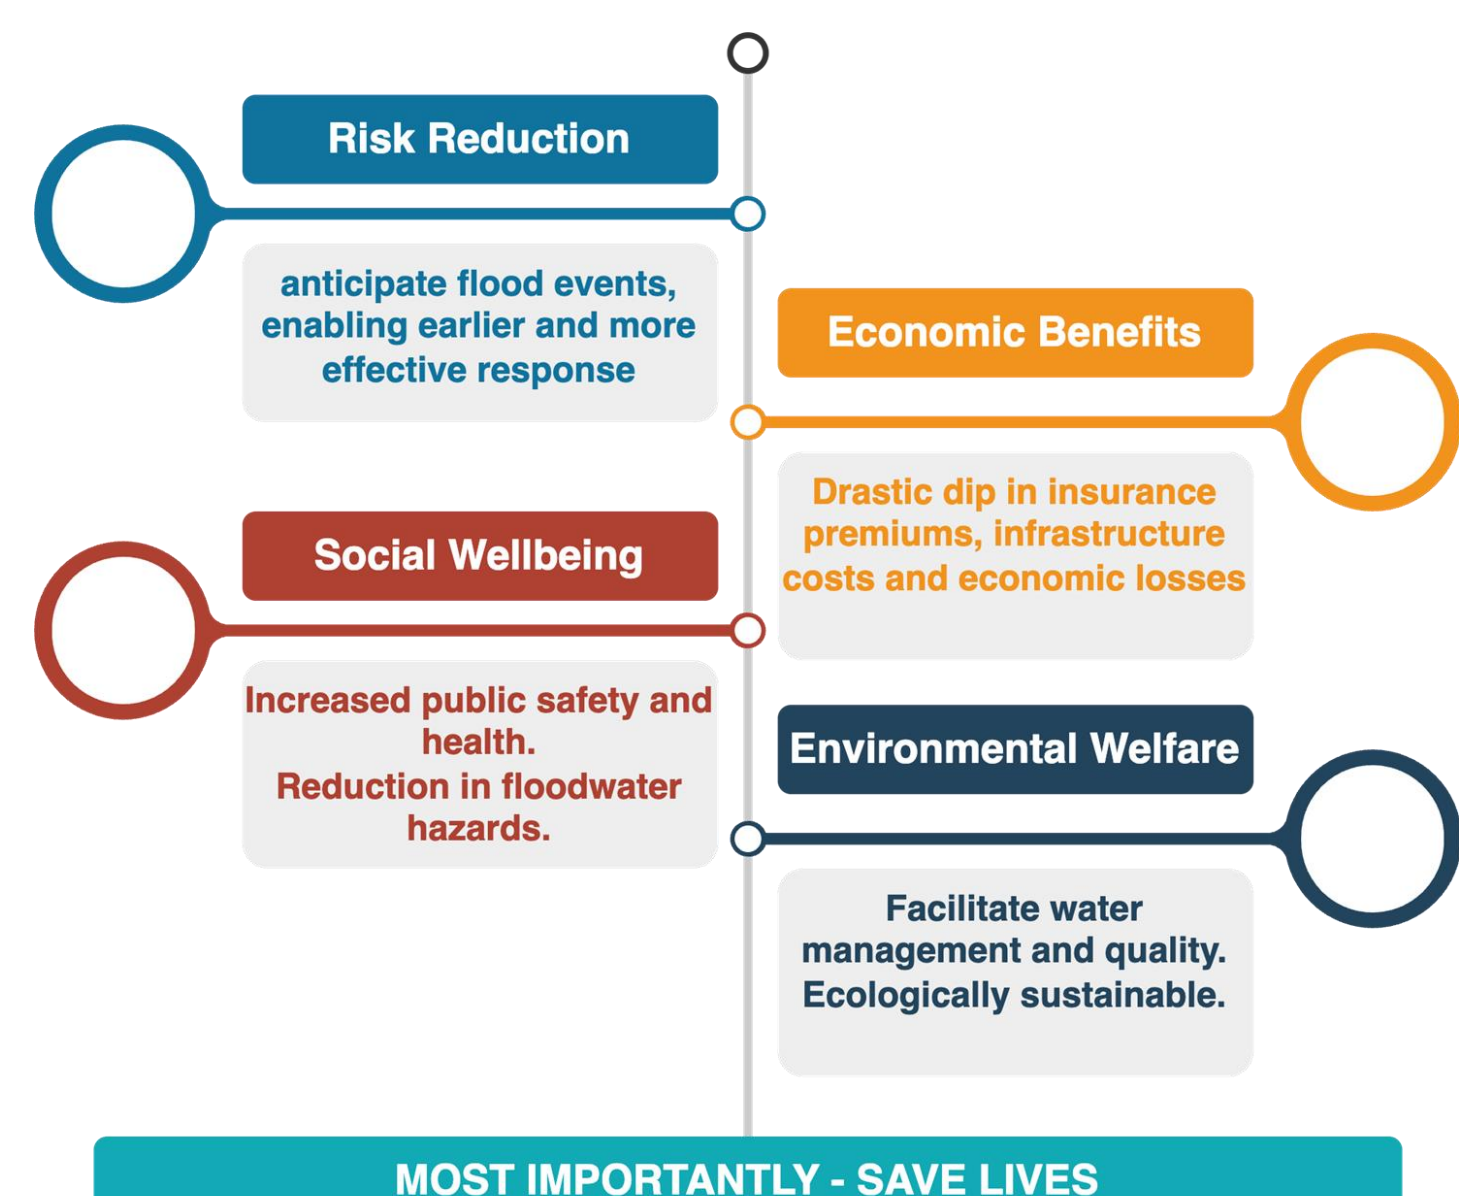 Risk Reduction
anticipate flood events,
enabling earlier and more
effective response
Economic Benefits
Drastic dip in insurance
premiums, infrastructure
costs and economic losses
Social Wellbeing
Increased public safety and
health.
Reduction in floodwater
hazards.
Environmental Welfare
Facilitate water
management and quality.
Ecologically sustainable.
MOST IMPORTANTLY - SAVE LIVES